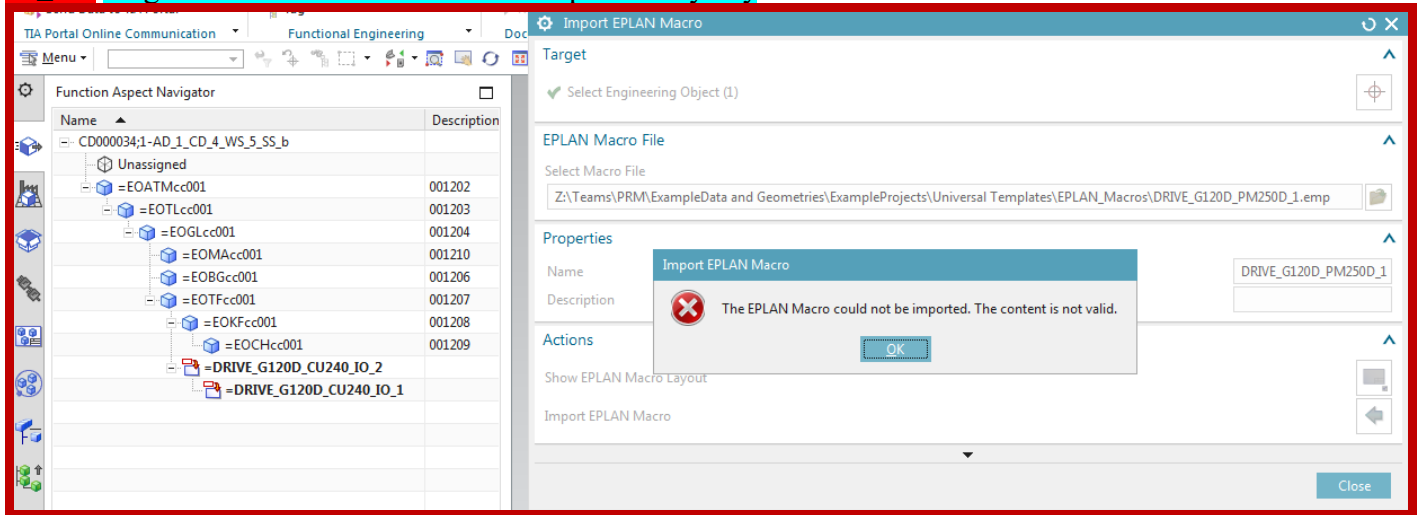 Import EPLAN Macro
TIA Portal Online Communication Functional Engineering Doc
Menu
Target
Select Engineering Object (1)
Function Aspect Navigator
Name Description
CD000034;1-AD_1_CD_4_WS_5_SS_b
Unassigned
=EOATMcc001 001202
=EOTLcc001 001203
=EOGLcc001 001204
=EOMAcc001 001210
=EOBGcc001 001206
=EOTFcc001 001207
=EOKFcc001 001208
=EOCHcc001 001209
=DRIVE_G120D_CU240_IO_2
=DRIVE_G120D_CU240_IO_1
EPLAN Macro File
Select Macro File
Z:\Teams\PRM\ExampleData and Geometries\ExampleProjects\Universal Templates\EPLAN_Macros\DRIVE_G120D_PM250D_1.emp
Properties
Name DRIVE_G120D_PM250D_1
Description
Import EPLAN Macro
The EPLAN Macro could not be imported. The content is not valid.
OK
Actions
Show EPLAN Macro Layout
Import EPLAN Macro
Close